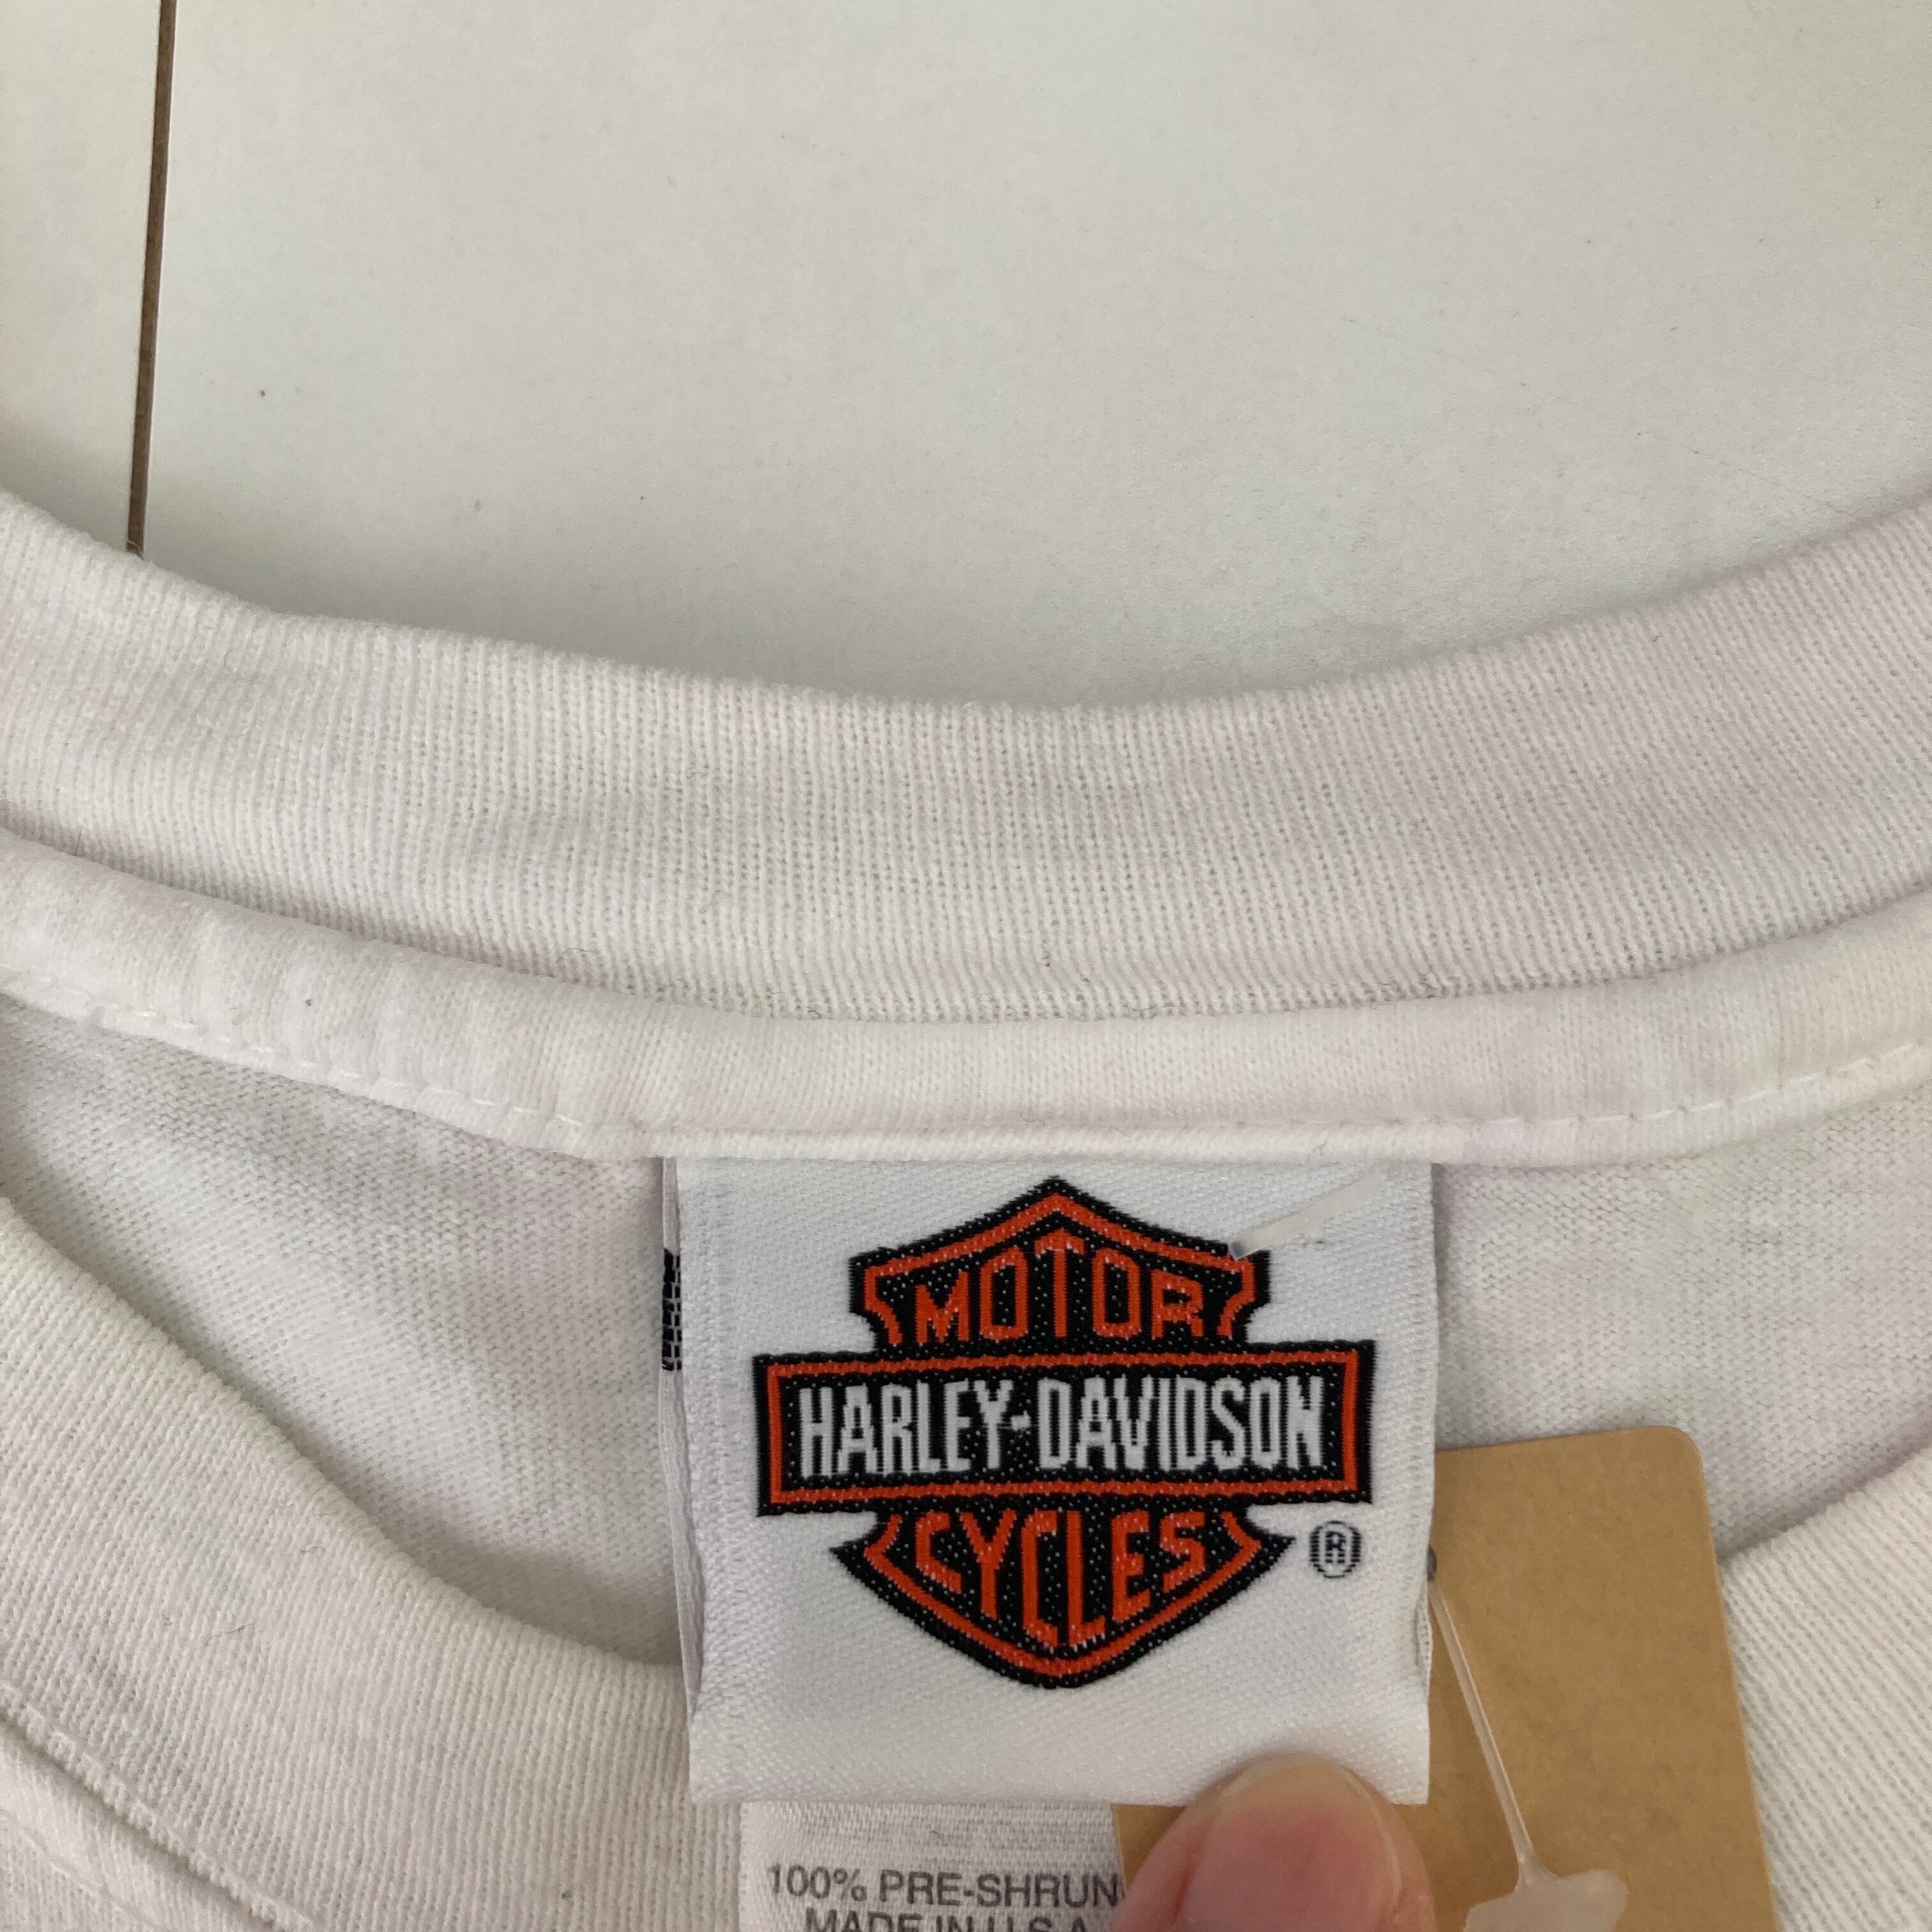 MOTOR
HARLEY-DAVIDSON
CYCLES
®
100% PRE-SHRUN
MADE IN U.S.A.